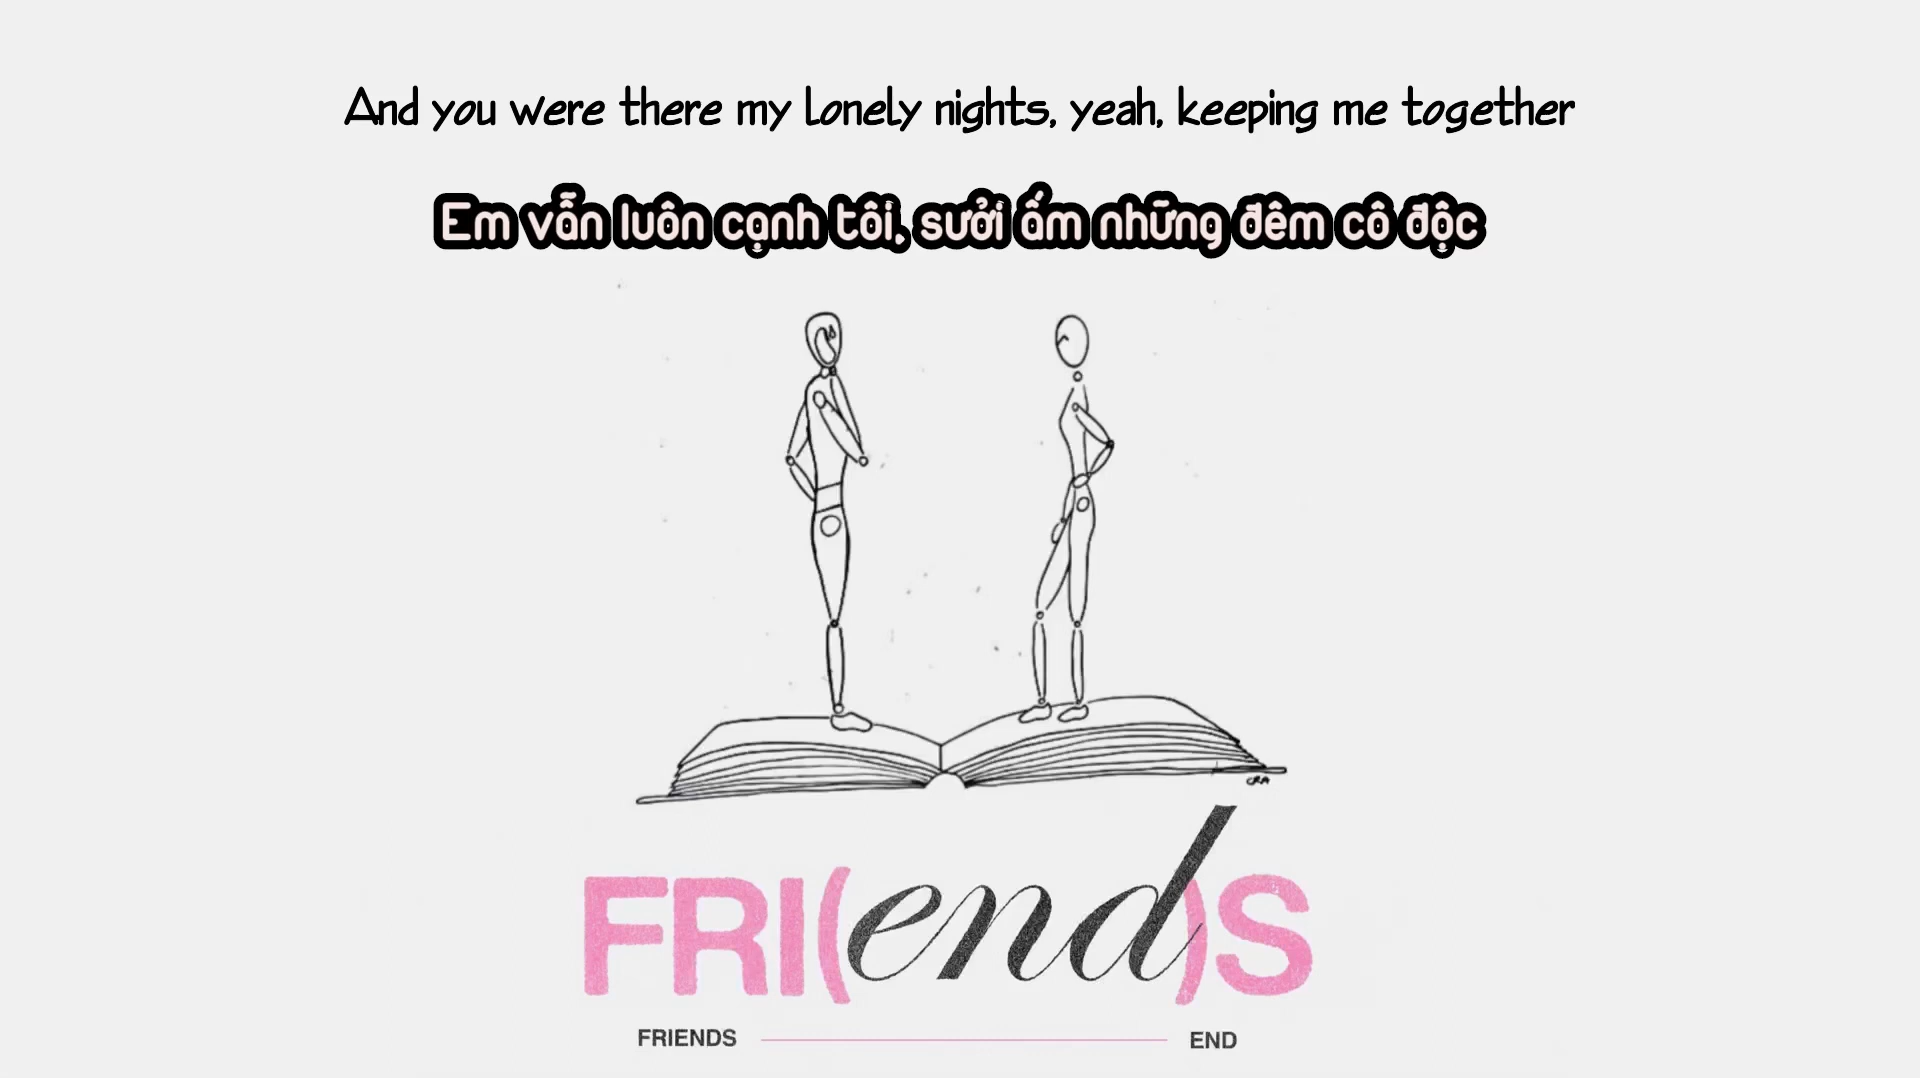 And you were there my lonely nights, yeah, keeping me together
Em vẫn luôn cạnh tôi, sưởi ấm những đêm cô độc
CRA
FRI(end)S
FRIENDS END